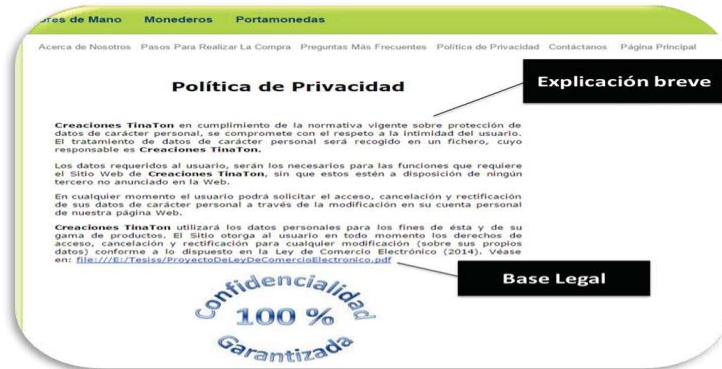 ores de Mano Monederos Portamonedas
Acerca de Nosotros Pasos Para Realizar La Compra Preguntas Más Frecuentes Política de Privacidad Contáctanos Página Principal
Explicación breve
Política de Privacidad
Creaciones TinaTon en cumplimiento de la normativa vigente sobre protección de
datos de carácter personal, se compromete con el respeto a la intimidad del usuario.
El tratamiento de datos de carácter personal será recogido en un fichero, cuyo
responsable es Creaciones TinaTon.
Los datos requeridos al usuario, serán los necesarios para las funciones que requiere
el Sitio Web de Creaciones TinaTon, sin que estos estén a disposición de ningún
tercero no anunciado en la Web.
En cualquier momento el usuario podrá solicitar el acceso, cancelación y rectificación
de sus datos de carácter personal a través de la modificación en su cuenta personal
de nuestra página Web.
Creaciones TinaTon utilizará los datos personales para los fines de ésta y de su
gama de productos. El Sitio otorga al usuario en todo momento los derechos de
acceso, cancelación y rectificación para cualquier modificación (sobre sus propios
datos) conforme a lo dispuesto en la Ley de Comercio Electrónico (2014). Véase
en: file:///E:/Tesiss/ProyectoDeLeyDeComercioElectronico.pdf
Base Legal
Confidencialidad
100 %
Garantizada